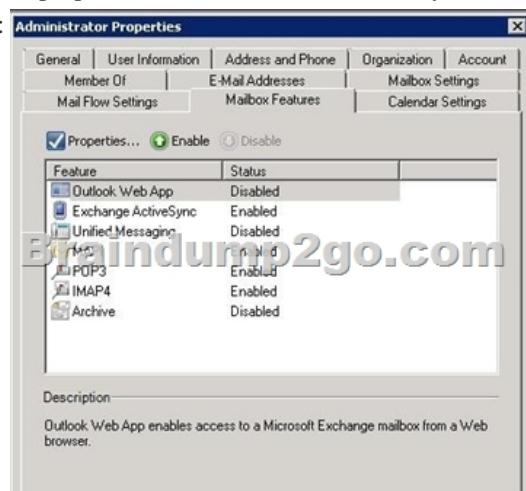 :
Administrator Properties
General User Information Address and Phone Organization Account
Member Of E-Mail Addresses Mailbox Settings
Mail Flow Settings Mailbox Features Calendar Settings
Properties... Enable Disable
Feature Status
Outlook Web App Disabled
Exchange ActiveSync Enabled
Unified Messaging Disabled
Braindump2go.com
Enabled
POP3 Enabled
IMAP4 Enabled
Archive Disabled
Description
Outlook Web App enables access to a Microsoft Exchange mailbox from a Web
browser.